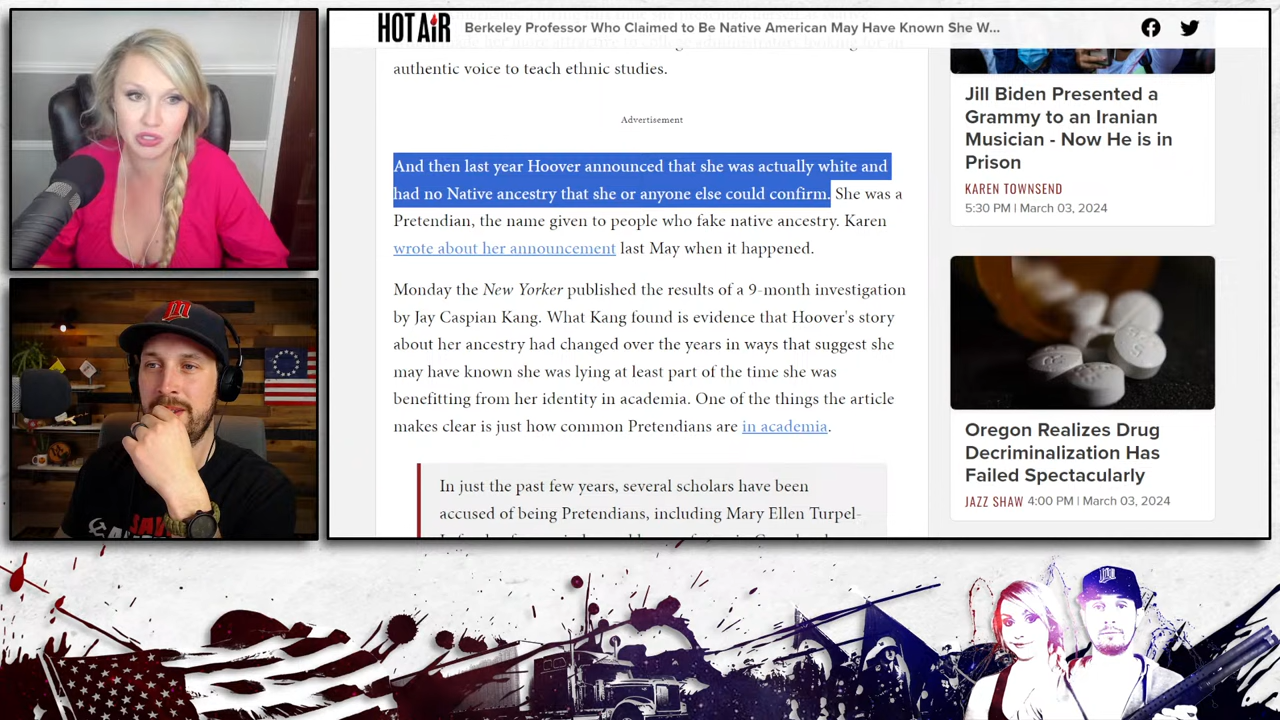 HOT AIR
Berkeley Professor Who Claimed to Be Native American May Have Known She W...
authentic voice to teach ethnic studies.
Advertisement
And then last year Hoover announced that she was actually white and
had no Native ancestry that she or anyone else could confirm. She was a
Pretendian, the name given to people who fake native ancestry. Karen
wrote about her announcement last May when it happened.
Monday the New Yorker published the results of a 9-month investigation
by Jay Caspian Kang. What Kang found is evidence that Hoover's story
about her ancestry had changed over the years in ways that suggest she
may have known she was lying at least part of the time she was
benefitting from her identity in academia. One of the things the article
makes clear is just how common Pretendians are in academia.
In just the past few years, several scholars have been
accused of being Pretendians, including Mary Ellen Turpel-
Jill Biden Presented a
Grammy to an Iranian
Musician - Now He is in
Prison
KAREN TOWNSEND
5:30 PM | March 03, 2024
Oregon Realizes Drug
Decriminalization Has
Failed Spectacularly
JAZZ SHAW 4:00 PM | March 03, 2024